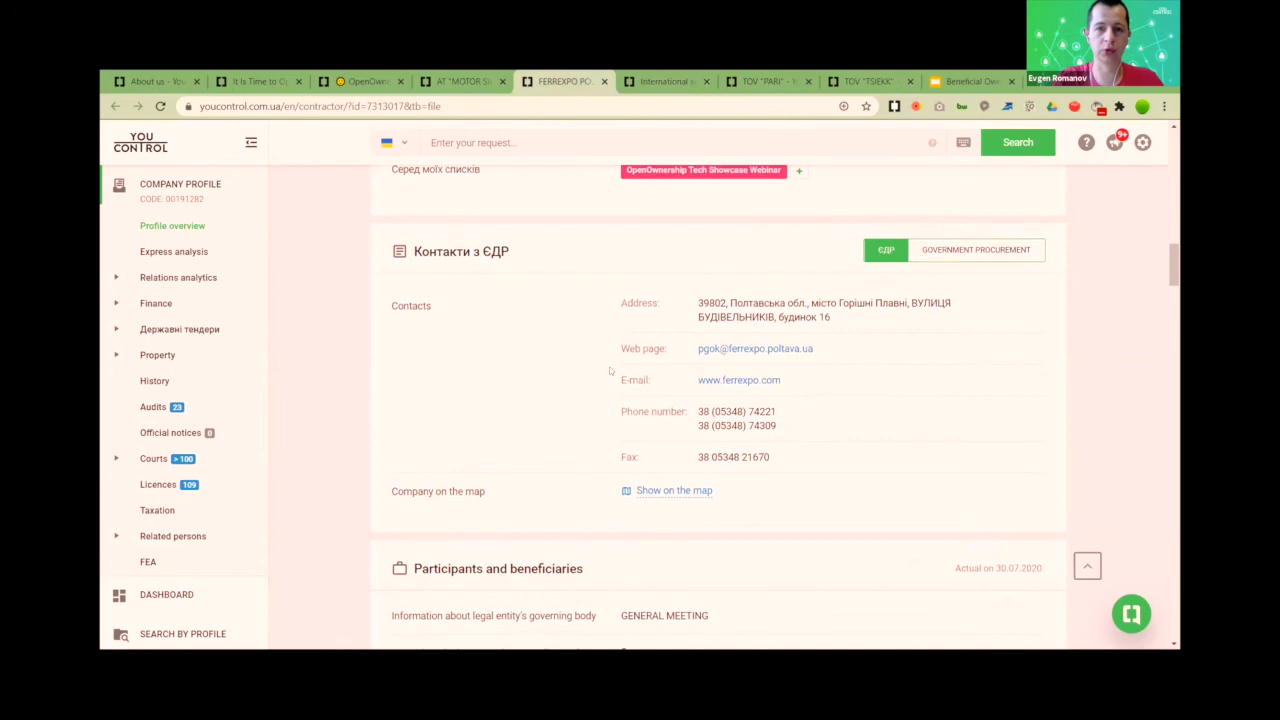 YOU CONTROL
Evgen Romanov
About us - You
It Is Time to O
OpenOwne
AT "MOTOR SI
FERREXPO PO
International s
TOV "PARI" - Y
TOV "TSIEKK"
Beneficial Ow
youcontrol.com.ua/en/contractor/?id=7313017&tb=file
YOU
CONTROL
Enter your request...
Search
9+
COMPANY PROFILE
CODE: 00191282
Profile overview
Express analysis
Relations analytics
Finance
Державні тендери
Property
History
Audits 23
Official notices 0
Courts > 100
Licences 109
Taxation
Related persons
FEA
DASHBOARD
SEARCH BY PROFILE
Серед моїх списків
OpenOwnership Tech Showcase Webinar +
Контакти з ЄДР
ЄДР
GOVERNMENT PROCUREMENT
Contacts
Address: 39802, Полтавська обл., місто Горішні Плавні, ВУЛИЦЯ
БУДІВЕЛЬНИКІВ, будинок 16
Web page: pgok@ferrexpo.poltava.ua
E-mail: www.ferrexpo.com
Phone number: 38 (05348) 74221
38 (05348) 74309
Fax: 38 05348 21670
Company on the map
Show on the map
Participants and beneficiaries
Actual on 30.07.2020
Information about legal entity's governing body
GENERAL MEETING